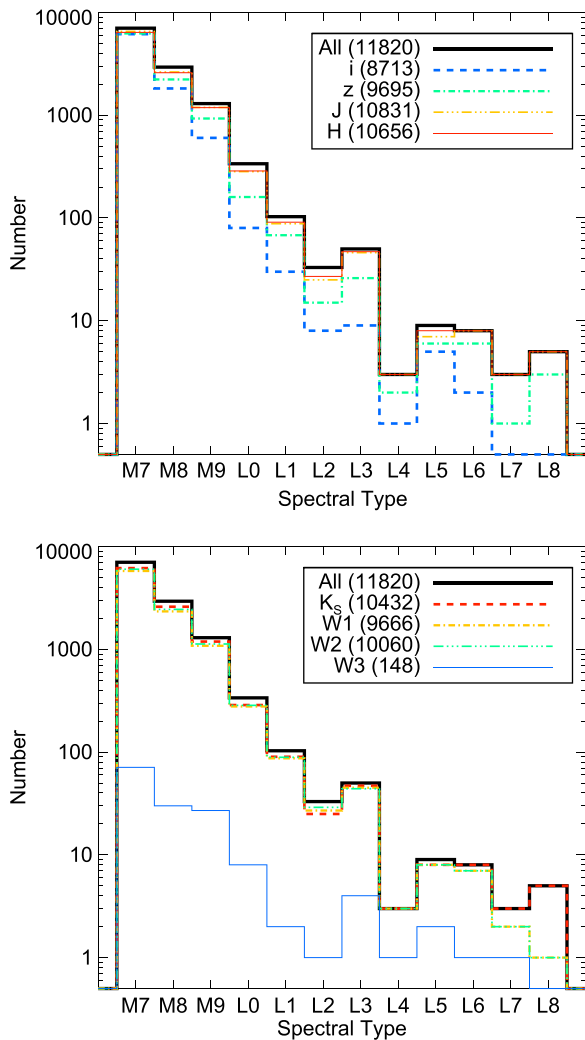 10000
1000
100
10
1
Number
All (11820)
i (8713)
z (9695)
J (10831)
H (10656)
M7 M8 M9 L0 L1 L2 L3 L4 L5 L6 L7 L8
Spectral Type
10000
1000
100
10
1
Number
All (11820)
KS (10432)
W1 (9666)
W2 (10060)
W3 (148)
M7 M8 M9 L0 L1 L2 L3 L4 L5 L6 L7 L8
Spectral Type